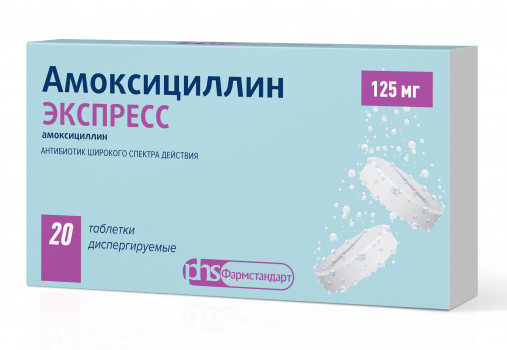 Амоксициллин
ЭКСПРЕСС
амоксициллин
АНТИБИОТИК ШИРОКОГО СПЕКТРА ДЕЙСТВИЯ
125 мг
20
таблетки
диспергируемые
phs Фармстандарт